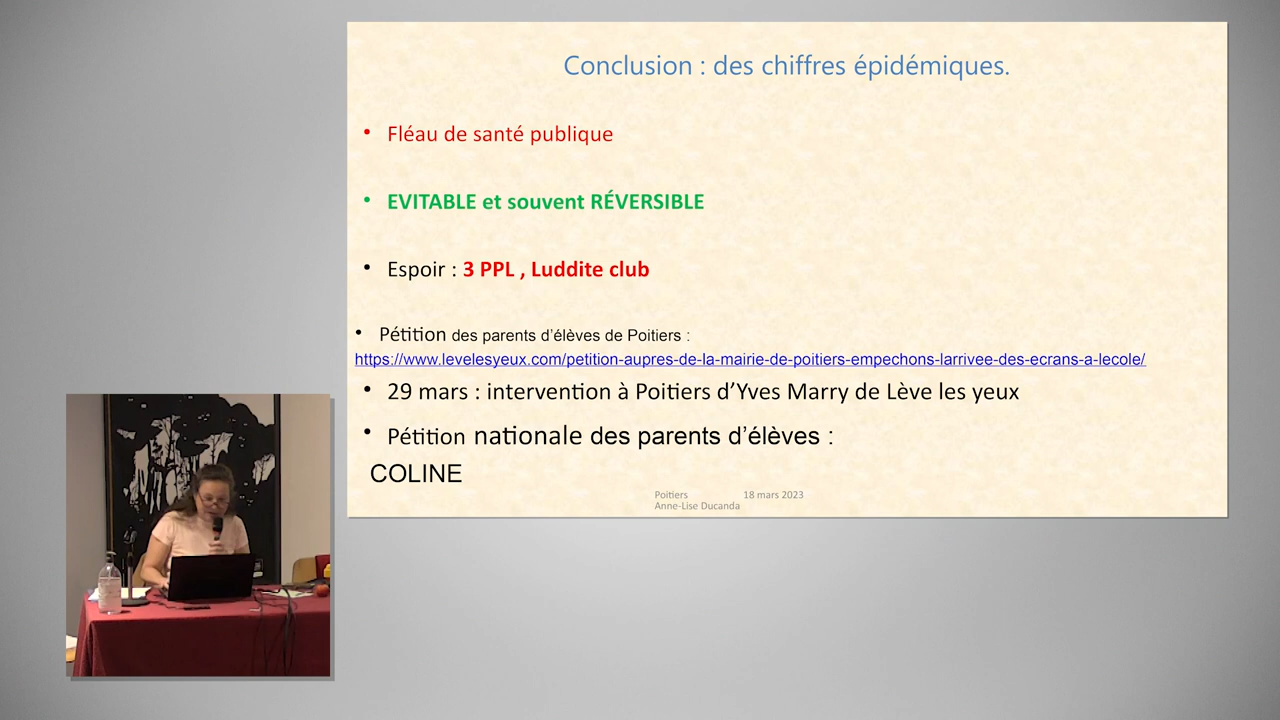 Conclusion : des chiffres épidémiques.
• Fléau de santé publique
• EVITABLE et souvent RÉVERSIBLE
• Espoir : 3 PPL , Luddite club
• Pétition des parents d’élèves de Poitiers :
https://www.levelesyeux.com/petition-aupres-de-la-mairie-de-poitiers-empechons-larrivee-des-ecrans-a-lecole/
• 29 mars : intervention à Poitiers d’Yves Marry de Lève les yeux
• Pétition nationale des parents d’élèves :
COLINE
Poitiers 18 mars 2023
Anne-Lise Ducanda